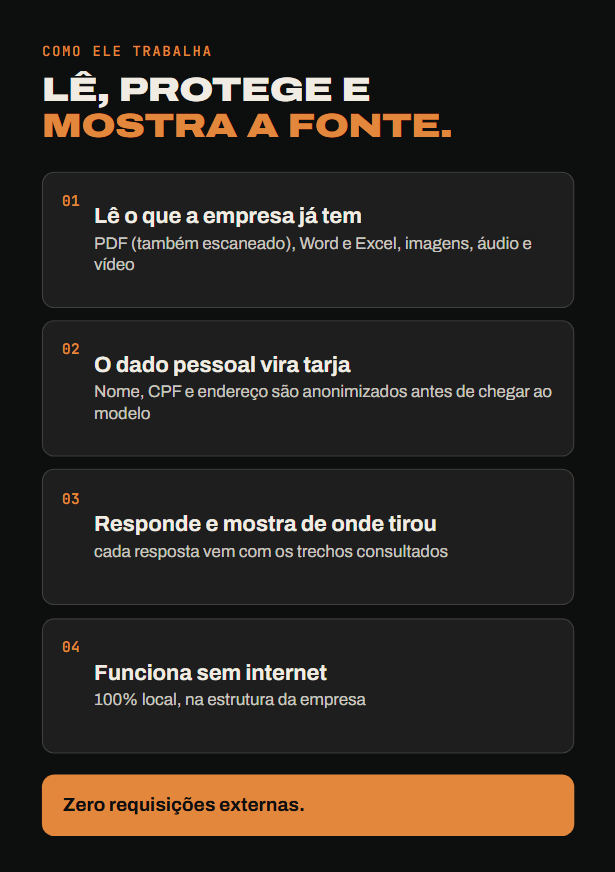 COMO ELE TRABALHA
LÊ, PROTEGE E
MOSTRA A FONTE.
01
Lê o que a empresa já tem
PDF (também escaneado), Word e Excel, imagens, áudio e
vídeo
02
O dado pessoal vira tarja
Nome, CPF e endereço são anonimizados antes de chegar ao
modelo
03
Responde e mostra de onde tirou
cada resposta vem com os trechos consultados
04
Funciona sem internet
100% local, na estrutura da empresa
Zero requisições externas.